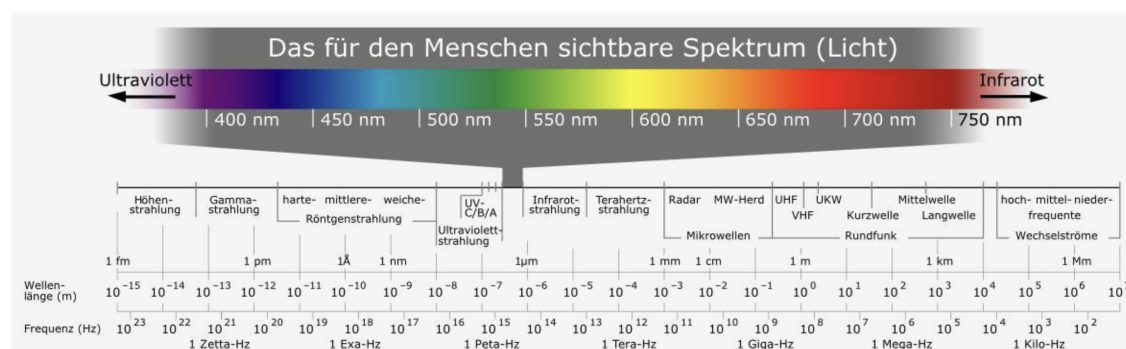 Das für den Menschen sichtbare Spektrum (Licht)
Ultraviolett
Infrarot
400 nm 450 nm 500 nm 550 nm 600 nm 650 nm 700 nm 750 nm
Höhen-
strahlung
Gamma-
strahlung
harte- mittlere- weiche-
Röntgenstrahlung
UV-
C/B/A
Ultraviolett-
strahlung
Infrarot-
strahlung
Terahertz-
strahlung
Radar MW-Herd
Mikrowellen
UHF UKW Mittelwelle
VHF Kurzwelle Langwelle
Rundfunk
hoch- mittel- nieder-
frequente
Wechselströme
1 fm 1 pm 1Å 1 nm 1µm 1 mm 1 cm 1 m 1 km 1 Mm
Wellen-
länge (m)
10⁻¹⁵ 10⁻¹⁴ 10⁻¹³ 10⁻¹² 10⁻¹¹ 10⁻¹⁰ 10⁻⁹ 10⁻⁸ 10⁻⁷ 10⁻⁶ 10⁻⁵ 10⁻⁴ 10⁻³ 10⁻² 10⁻¹ 10⁰ 10¹ 10² 10³ 10⁴ 10⁵ 10⁶ 10⁷
Frequenz (Hz) 10²³ 10²² 10²¹ 10²⁰ 10¹⁹ 10¹⁸ 10¹⁷ 10¹⁶ 10¹⁵ 10¹⁴ 10¹³ 10¹² 10¹¹ 10¹⁰ 10⁹ 10⁸ 10⁷ 10⁶ 10⁵ 10⁴ 10³ 10²
1 Zetta-Hz 1 Exa-Hz 1 Peta-Hz 1 Tera-Hz 1 Giga-Hz 1 Mega-Hz 1 Kilo-Hz